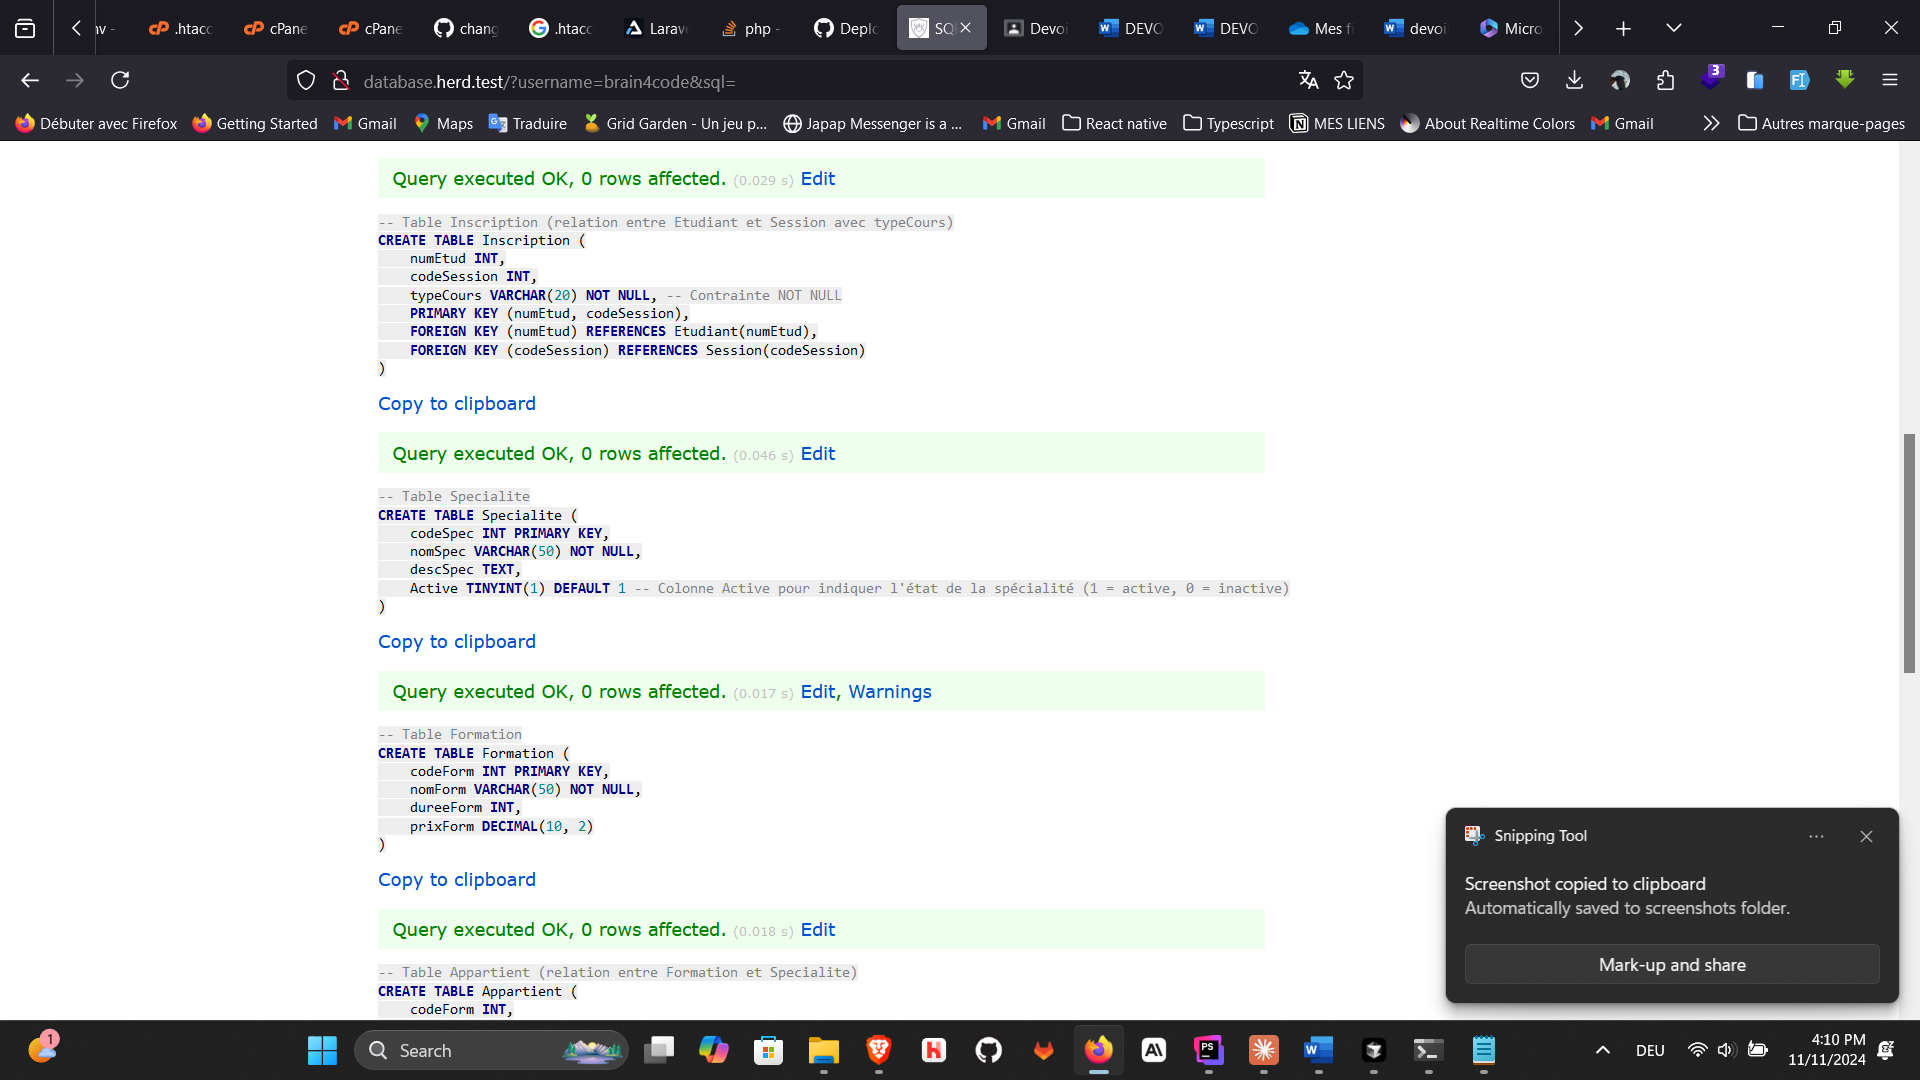 nv -
.htacc
cPane
cPane
chang
.htacc
Larave
php -
Deplo
SQ
Devoi
DEVO
DEVO
Mes fi
devoi
Micro
database.herd.test/?username=brain4code&sql=
3
Débuter avec Firefox
Getting Started
Gmail
Maps
Traduire
Grid Garden - Un jeu p...
Japap Messenger is a ...
Gmail
React native
Typescript
MES LIENS
About Realtime Colors
Gmail
Autres marque-pages
Query executed OK, 0 rows affected. (0.029 s) Edit
-- Table Inscription (relation entre Etudiant et Session avec typeCours)
CREATE TABLE Inscription (
numEtud INT,
codeSession INT,
typeCours VARCHAR(20) NOT NULL, -- Contrainte NOT NULL
PRIMARY KEY (numEtud, codeSession),
FOREIGN KEY (numEtud) REFERENCES Etudiant(numEtud),
FOREIGN KEY (codeSession) REFERENCES Session(codeSession)
)
Copy to clipboard
Query executed OK, 0 rows affected. (0.046 s) Edit
-- Table Specialite
CREATE TABLE Specialite (
codeSpec INT PRIMARY KEY,
nomSpec VARCHAR(50) NOT NULL,
descSpec TEXT,
Active TINYINT(1) DEFAULT 1 -- Colonne Active pour indiquer l'état de la spécialité (1 = active, 0 = inactive)
)
Copy to clipboard
Query executed OK, 0 rows affected. (0.017 s) Edit, Warnings
-- Table Formation
CREATE TABLE Formation (
codeForm INT PRIMARY KEY,
nomForm VARCHAR(50) NOT NULL,
dureeForm INT,
prixForm DECIMAL(10, 2)
)
Copy to clipboard
Query executed OK, 0 rows affected. (0.018 s) Edit
-- Table Appartient (relation entre Formation et Specialite)
CREATE TABLE Appartient (
codeForm INT,
Snipping Tool
Screenshot copied to clipboard
Automatically saved to screenshots folder.
Mark-up and share
1
Search
DEU
4:10 PM
11/11/2024